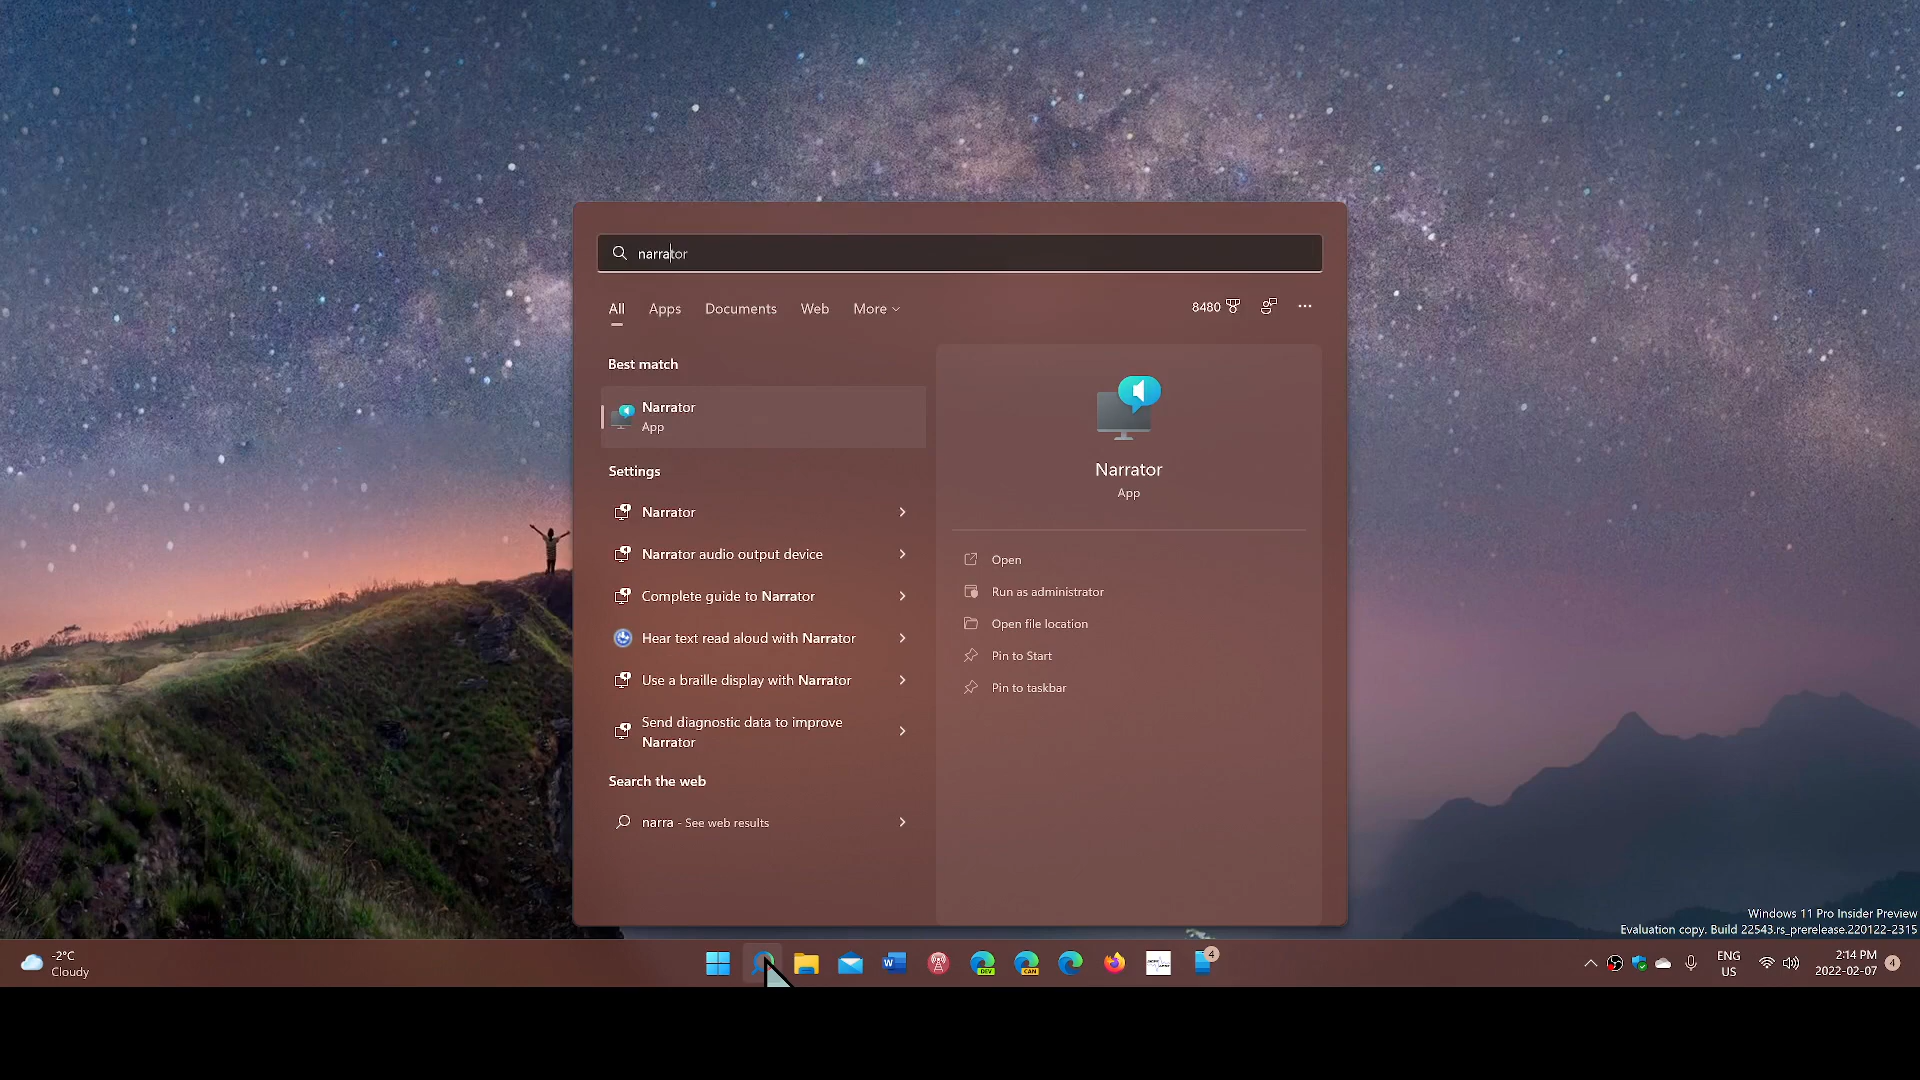 narrator
All Apps Documents Web More
8480
Best match
Narrator
App
Settings
Narrator
Narrator audio output device
Complete guide to Narrator
Hear text read aloud with Narrator
Use a braille display with Narrator
Send diagnostic data to improve
Narrator
Search the web
narra - See web results
Narrator
App
Open
Run as administrator
Open file location
Pin to Start
Pin to taskbar
Windows 11 Pro Insider Preview
Evaluation copy. Build 22543.rs_prerelease.220122-2315
-2°C
Cloudy
W
DEV
CAN
4
ENG
US
2:14 PM
2022-02-07
4